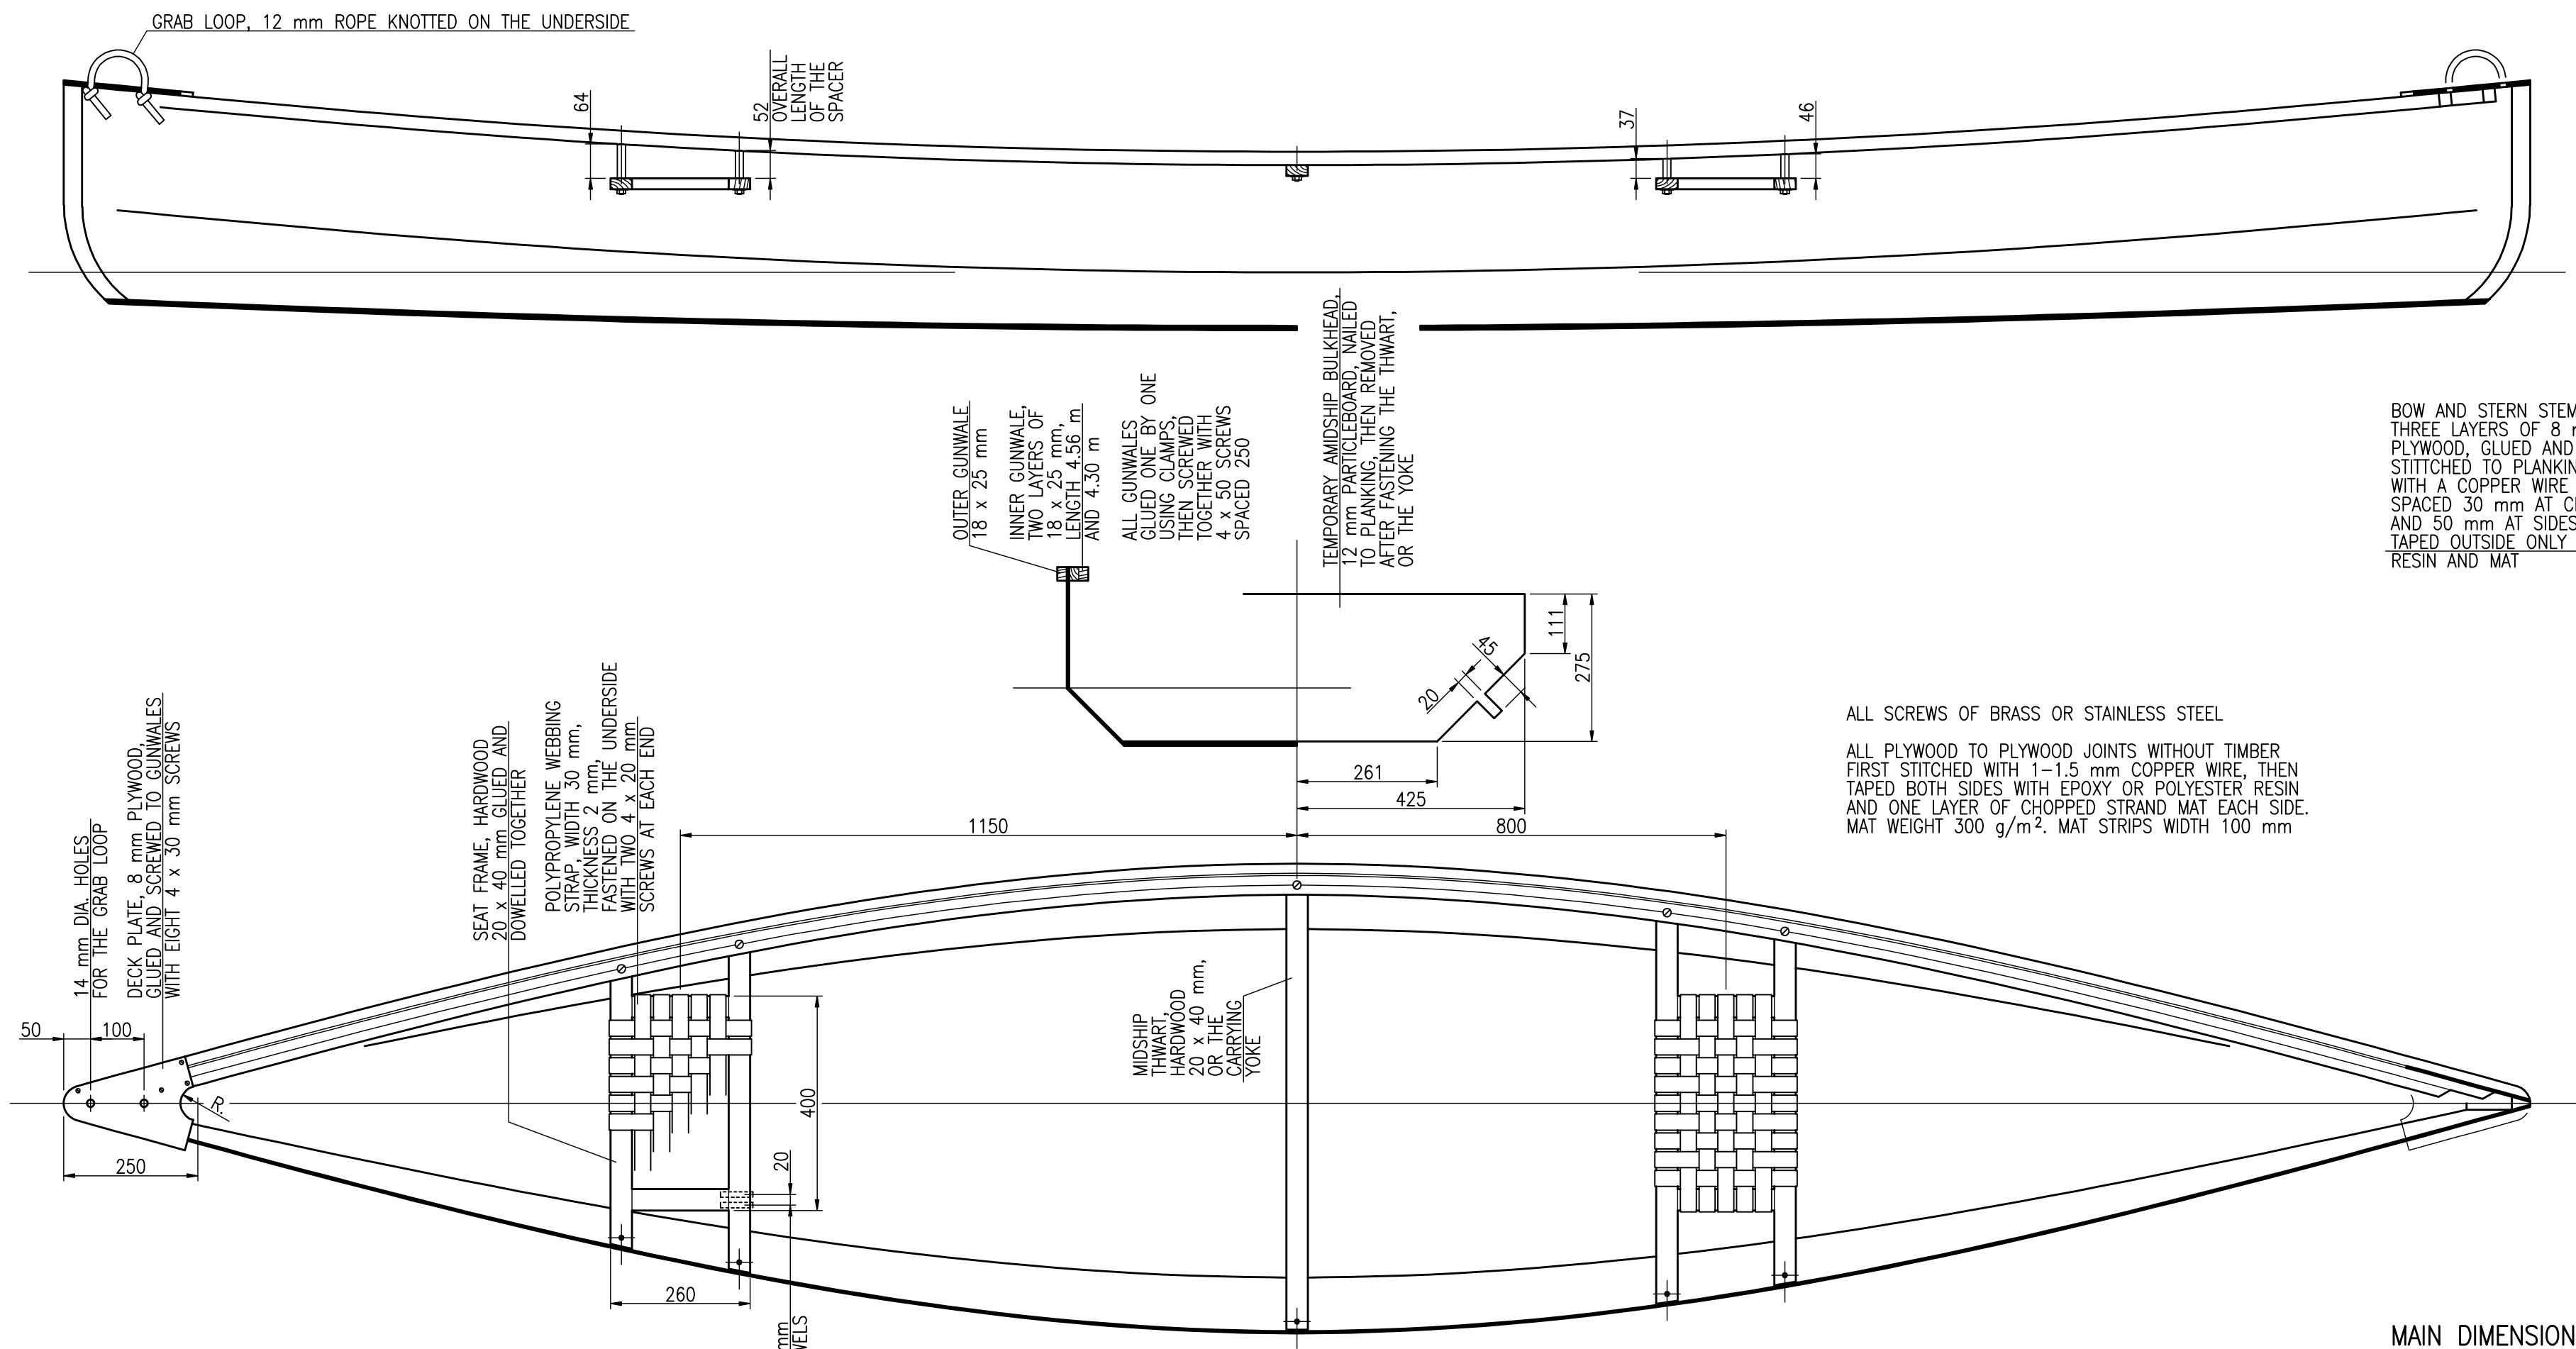 GRAB LOOP, 12 mm ROPE KNOTTED ON THE UNDERSIDE
64
52
OVERALL
LENGTH
OF THE
SPACER
37
46
OUTER GUNWALE
18 x 25 mm
INNER GUNWALE,
TWO LAYERS OF
18 x 25 mm,
LENGTH 4.56 m
AND 4.30 m
ALL GUNWALES
GLUED ONE BY ONE
USING CLAMPS,
THEN SCREWED
TOGETHER WITH
4 x 50 SCREWS
SPACED 250
TEMPORARY AMIDSHIP BULKHEAD,
12 mm PARTICLEBOARD, NAILED
TO PLANKING, THEN REMOVED
AFTER FASTENING THE THWART,
OR THE YOKE
BOW AND STERN STEM
THREE LAYERS OF 8
PLYWOOD, GLUED AND
STITTCHED TO PLANKIN
WITH A COPPER WIRE
SPACED 30 mm AT
AND 50 mm AT SIDES
TAPED OUTSIDE ONLY
RESIN AND MAT
45
20
111
275
261
425
ALL SCREWS OF BRASS OR STAINLESS STEEL
ALL PLYWOOD TO PLYWOOD JOINTS WITHOUT TIMBER
FIRST STITCHED WITH 1-1.5 mm COPPER WIRE, THEN
TAPED BOTH SIDES WITH EPOXY OR POLYESTER RESIN
AND ONE LAYER OF CHOPPED STRAND MAT EACH SIDE.
MAT WEIGHT 300 g/m². MAT STRIPS WIDTH 100 mm
14 mm DIA. HOLES
FOR THE GRAB LOOP
DECK PLATE, 8 mm PLYWOOD,
GLUED AND SCREWED TO GUNWALES
WITH EIGHT 4 x 30 mm SCREWS
SEAT FRAME, HARDWOOD
20 x 40 mm GLUED AND
DOWELLED TOGETHER
POLYPROPYLENE WEBBING
STRAP, WIDTH 30 mm,
THICKNESS 2 mm,
FASTENED ON THE UNDERSIDE
WITH TWO 4 x 20 mm
SCREWS AT EACH END
1150
800
50
100
R.
250
MIDSHIP
THWART,
HARDWOOD
20 x 40 mm,
OR THE
CARRYING
YOKE
400
20
260
mm
WELS
MAIN DIMENSION